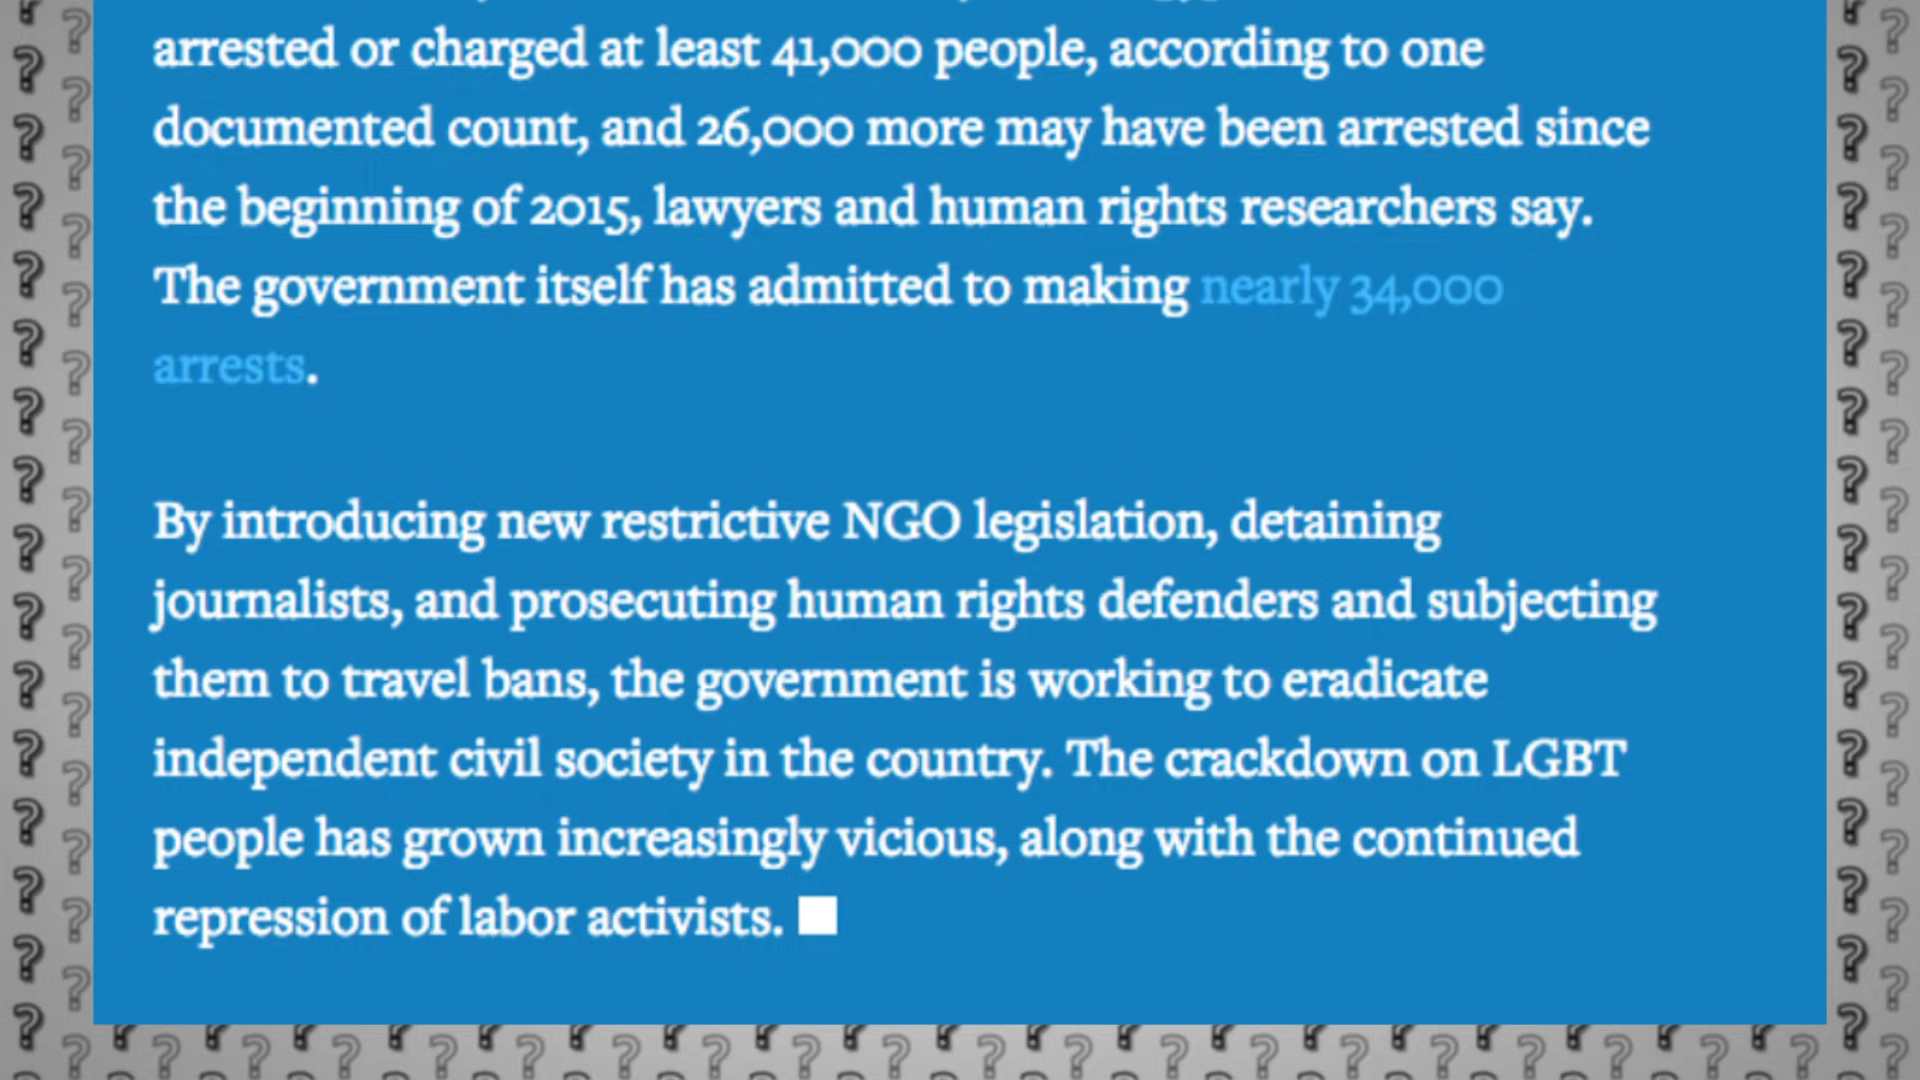 arrested or charged at least 41,000 people, according to one
documented count, and 26,000 more may have been arrested since
the beginning of 2015, lawyers and human rights researchers say.
The government itself has admitted to making nearly 34,000
arrests.
By introducing new restrictive NGO legislation, detaining
journalists, and prosecuting human rights defenders and subjecting
them to travel bans, the government is working to eradicate
independent civil society in the country. The crackdown on LGBT
people has grown increasingly vicious, along with the continued
repression of labor activists.